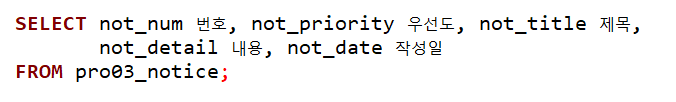 SELECT not_num 번호, not_priority 우선도, not_title 제목,
not_detail 내용, not_date 작성일
FROM pro03_notice;